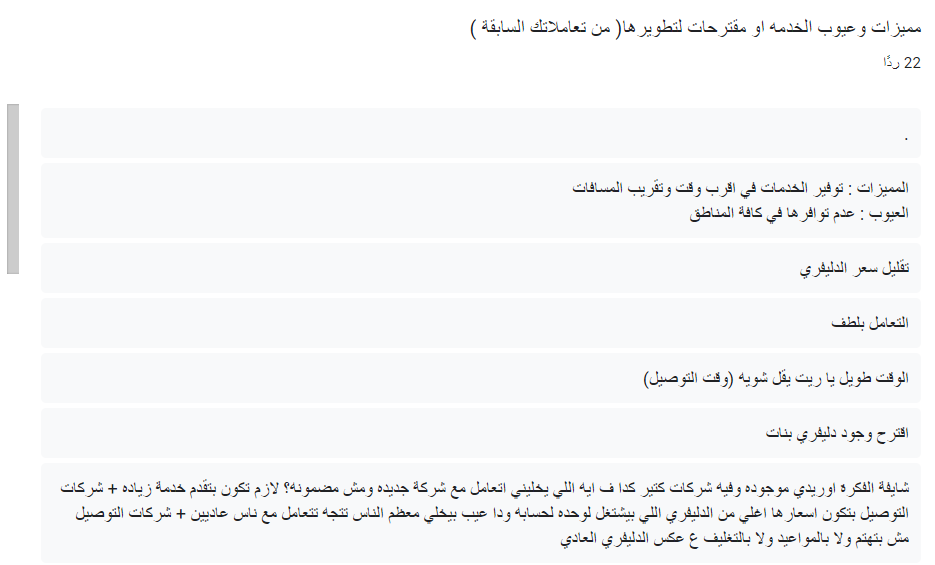 مميزات وعيوب الخدمه او مقترحات لتطويرها( من تعاملاتك السابقة )
22 ردًا
.
المميزات : توفير الخدمات في اقرب وقت وتقريب المسافات
العيوب : عدم توافرها في كافة المناطق
تقليل سعر الدليفري
التعامل بلطف
الوقت طويل يا ريت يقل شويه (وقت التوصيل)
اقترح وجود دليفري بنات
شايفة الفكرة اوريدي موجوده وفيه شركات كتير كدا ف ايه اللي يخليني اتعامل مع شركة جديده ومش مضمونه؟ لازم تكون بتقدم خدمة زياده + شركات
التوصيل بتكون اسعارها اغلي من الدليفري اللي بيشتغل لوحده لحسابه ودا عيب بيخلي معظم الناس تتجه تتعامل مع ناس عاديين + شركات التوصيل
مش بتهتم ولا بالمواعيد ولا بالتغليف ع عكس الدليفري العادي